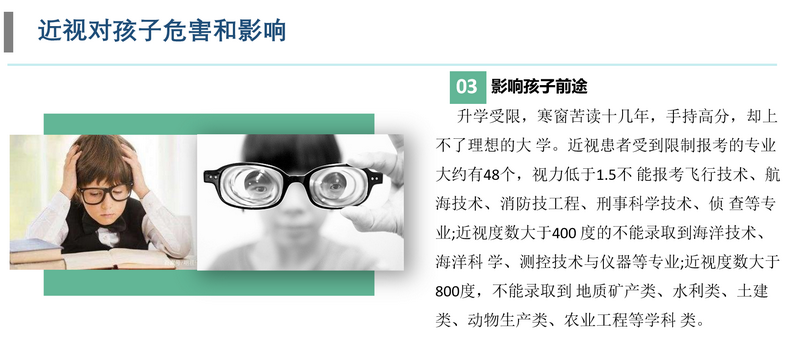 近视对孩子危害和影响
03 影响孩子前途
升学受限，寒窗苦读十几年，手持高分，却上
不了理想的大 学。近视患者受到限制报考的专业
大约有48个，视力低于1.5不 能报考飞行技术、航
海技术、消防技工程、刑事科学技术、侦 查等专
业;近视度数大于400 度的不能录取到海洋技术、
海洋科 学、测控技术与仪器等专业;近视度数大于
800度，不能录取到 地质矿产类、水利类、土建
类、动物生产类、农业工程等学科 类。